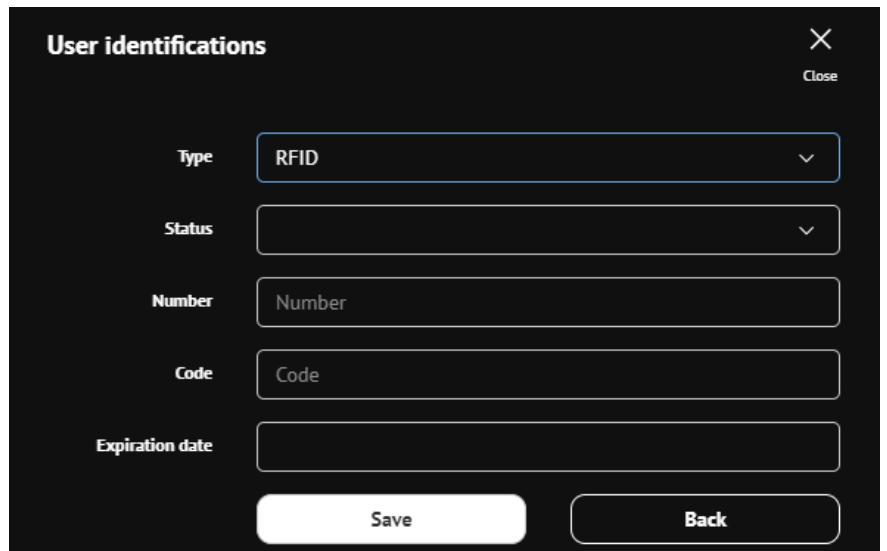 User identifications
Close
Type
RFID
Status
Number
Number
Code
Code
Expiration date
Save
Back